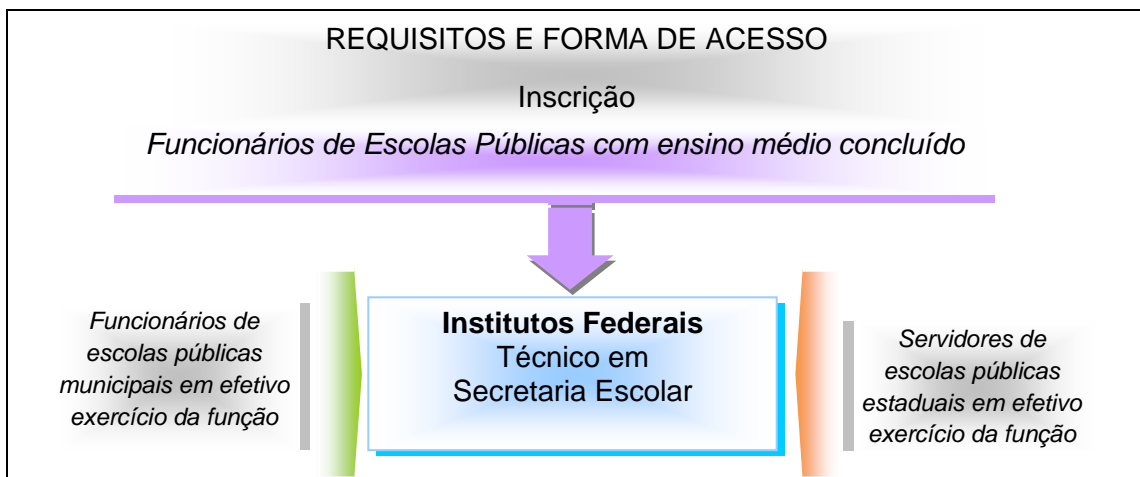 REQUISITOS E FORMA DE ACESSO
Inscrição
Funcionários de Escolas Públicas com ensino médio concluído
Funcionários de
escolas públicas
municipais em efetivo
exercício da função
Institutos Federais
Técnico em
Secretaria Escolar
Servidores de
escolas públicas
estaduais em efetivo
exercício da função